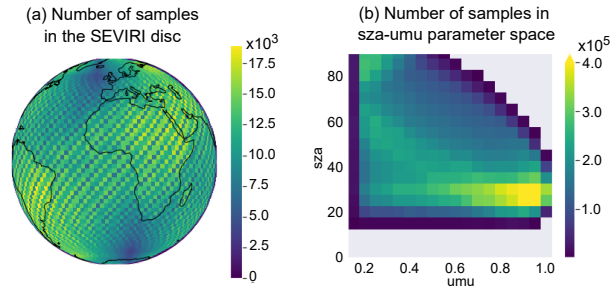 (a) Number of samples
in the SEVIRI disc
x10³
17.5
15.0
12.5
10.0
7.5
5.0
2.5
0
(b) Number of samples in
sza-umu parameter space
x10⁵
4.0
3.0
2.0
1.0
sza
80
60
40
20
0
0.2 0.4 0.6 0.8 1.0
umu